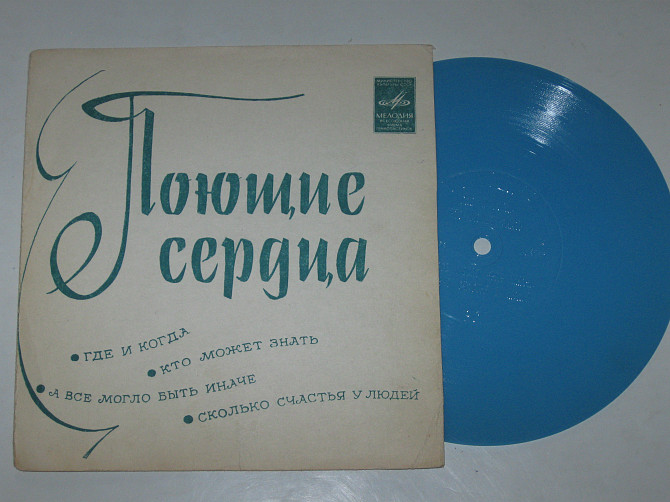 МЕЛОДИЯ
Поющие
сердца
ГДЕ И КОГДА
КТО МОЖЕТ ЗНАТЬ
А ВСЕ МОГЛО БЫТЬ ИНАЧЕ
СКОЛЬКО СЧАСТЬЯ У ЛЮДЕЙ